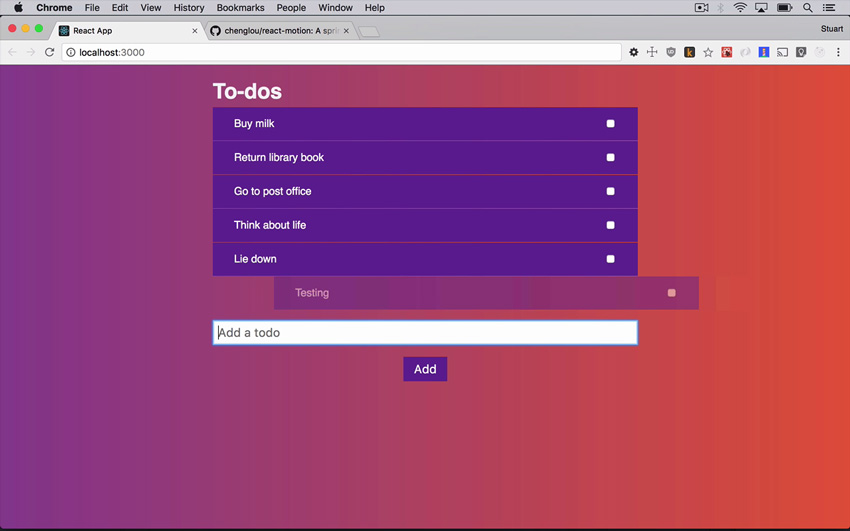 Chrome File Edit View History Bookmarks People Window Help
React App
chenglou/react-motion: A spri
Stuart
localhost:3000
To-dos
Buy milk
Return library book
Go to post office
Think about life
Lie down
Testing
Add a todo
Add